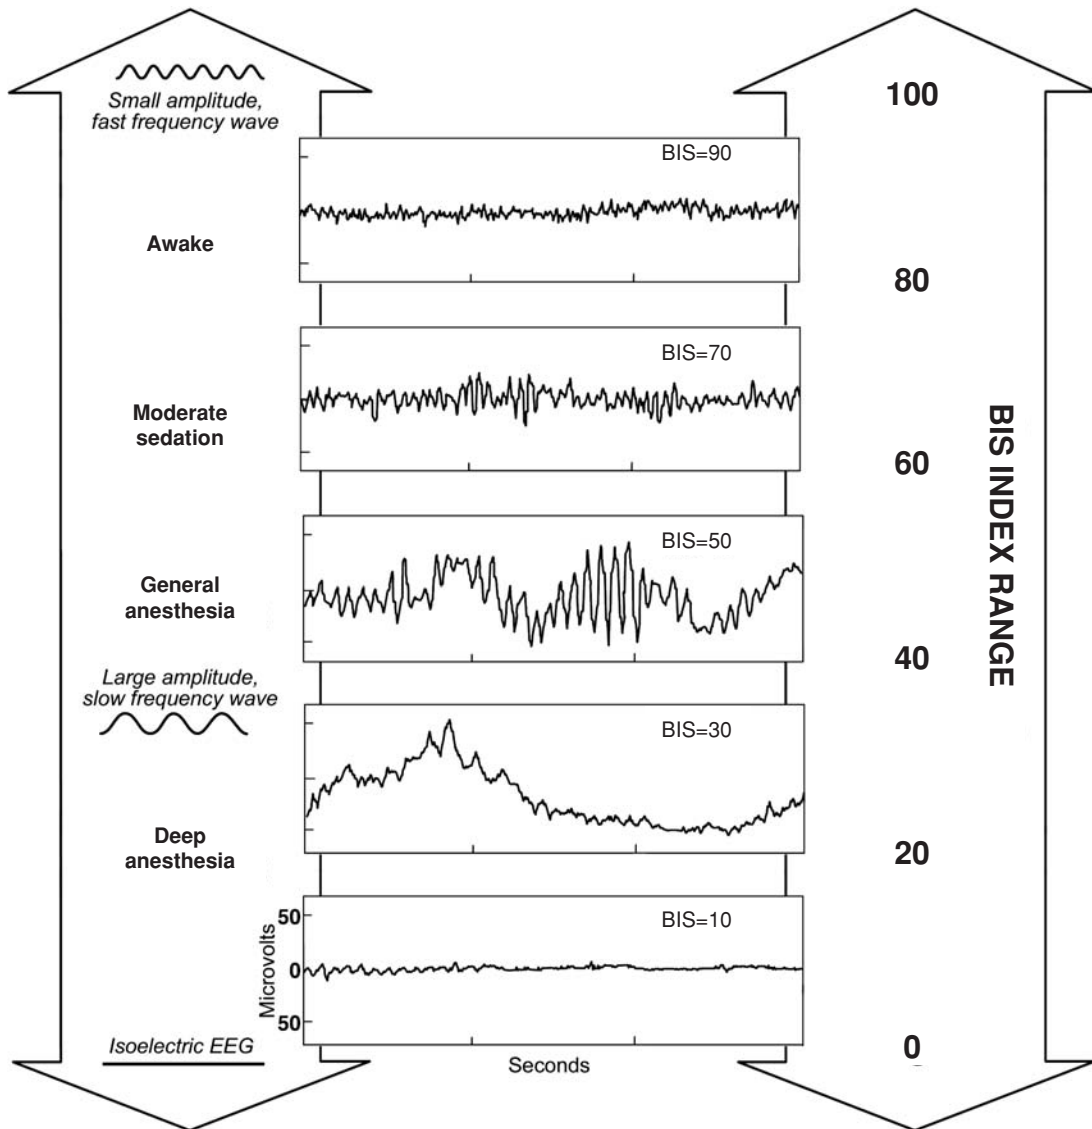 Small amplitude,
fast frequency wave
100
BIS=90
Awake
80
BIS=70
Moderate
sedation
60
BIS=50
General
anesthesia
40
Large amplitude,
slow frequency wave
BIS=30
Deep
anesthesia
20
BIS=10
50
0
50
Microvolts
Isoelectric EEG
Seconds
0
BIS INDEX RANGE